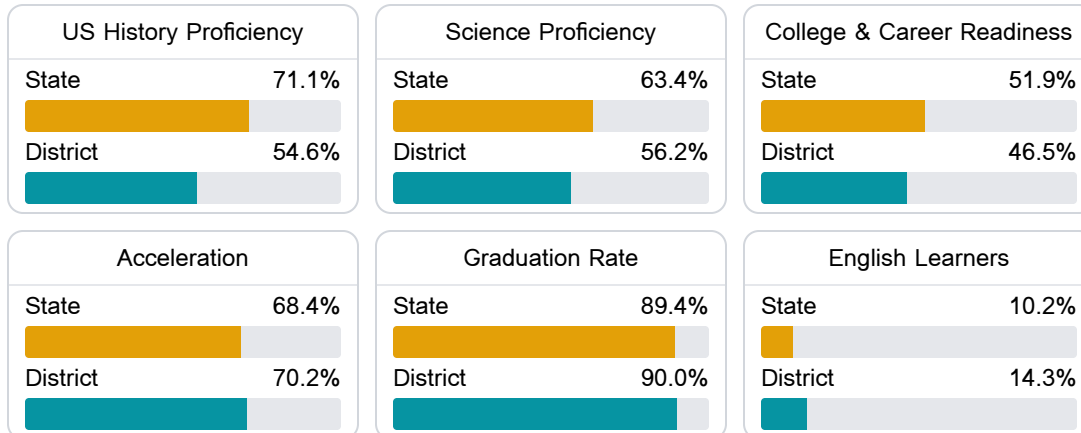 US History Proficiency
State 71.1%
District 54.6%
Science Proficiency
State 63.4%
District 56.2%
College & Career Readiness
State 51.9%
District 46.5%
Acceleration
State 68.4%
District 70.2%
Graduation Rate
State 89.4%
District 90.0%
English Learners
State 10.2%
District 14.3%